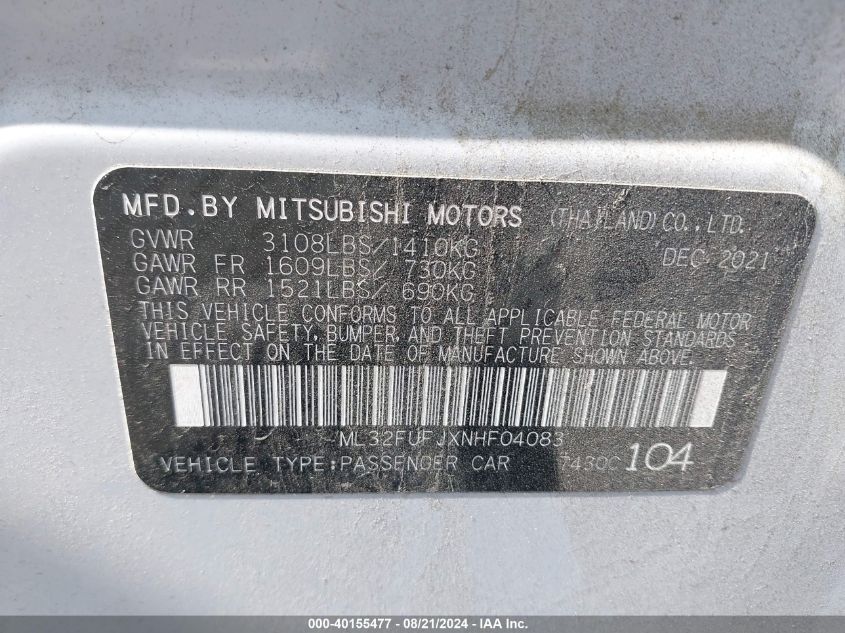 MFD.BY MITSUBISHI MOTORS (THAILAND) CO.,LTD.
GVWR 3108LBS/1410KG DEC 2021
GAWR FR 1609LBS/ 730KG
GAWR RR 1521LBS/ 690KG
THIS VEHICLE CONFORMS TO ALL APPLICABLE FEDERAL MOTOR
VEHICLE SAFETY, BUMPER, AND THEFT PREVENTION STANDARDS
IN EFFECT ON THE DATE OF MANUFACTURE SHOWN ABOVE.
ML32FUFJXNHF04083
VEHICLE TYPE:PASSENGER CAR 7430C 104
000-40155477 - 08/21/2024 - IAA Inc.